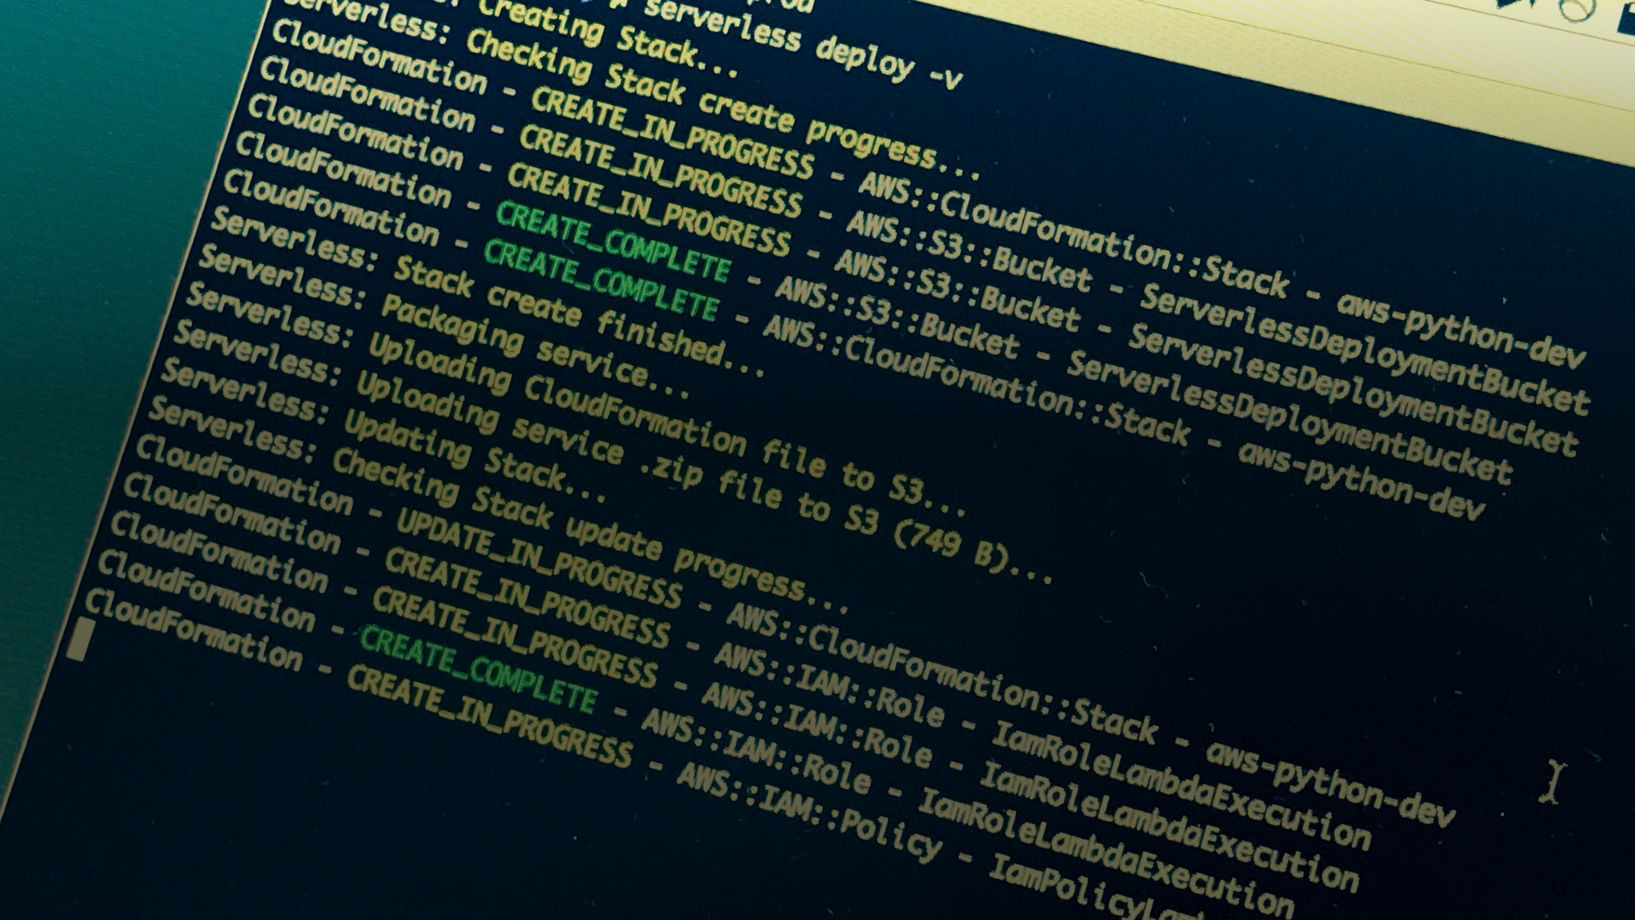 serverless deploy -v
Creating Stack...
Serverless: Checking Stack create progress...
CloudFormation - CREATE_IN_PROGRESS - AWS::CloudFormation::Stack - aws-python-dev
CloudFormation - CREATE_IN_PROGRESS - AWS::S3::Bucket - ServerlessDeploymentBucket
CloudFormation - CREATE_IN_PROGRESS - AWS::S3::Bucket - ServerlessDeploymentBucket
CloudFormation - CREATE_COMPLETE - AWS::S3::Bucket - ServerlessDeploymentBucket
CloudFormation - CREATE_COMPLETE - AWS::CloudFormation::Stack - aws-python-dev
Serverless: Stack create finished...
Serverless: Packaging service...
Serverless: Uploading CloudFormation file to S3...
Serverless: Uploading service .zip file to S3 (749 B)...
Serverless: Updating Stack...
Serverless: Checking Stack update progress...
CloudFormation - UPDATE_IN_PROGRESS - AWS::CloudFormation::Stack - aws-python-dev
CloudFormation - CREATE_IN_PROGRESS - AWS::IAM::Role - IamRoleLambdaExecution
CloudFormation - CREATE_IN_PROGRESS - AWS::IAM::Role - IamRoleLambdaExecution
CloudFormation - CREATE_COMPLETE - AWS::IAM::Role - IamRoleLambdaExecution
CloudFormation - CREATE_IN_PROGRESS - AWS::IAM::Policy -